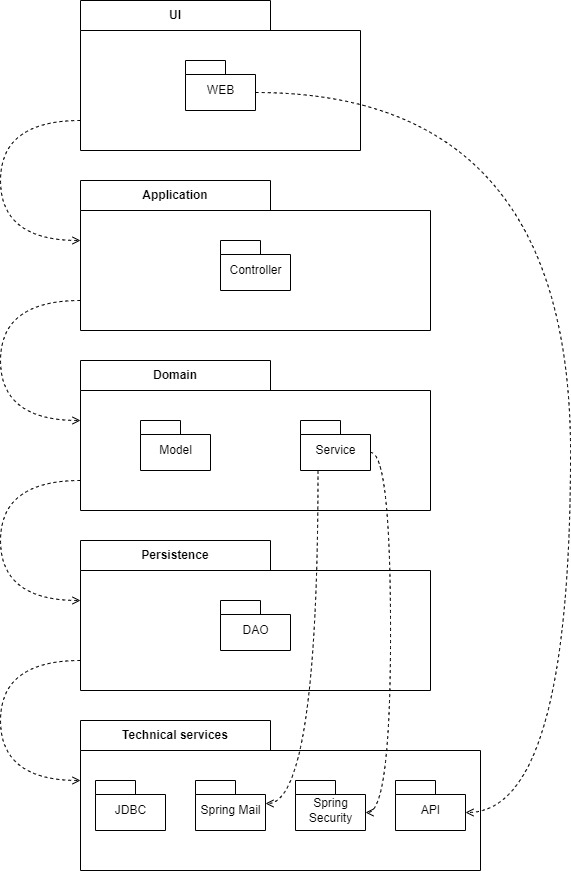 UI
WEB
Application
Controller
Domain
Model
Service
Persistence
DAO
Technical services
JDBC
Spring Mail
Spring
Security
API